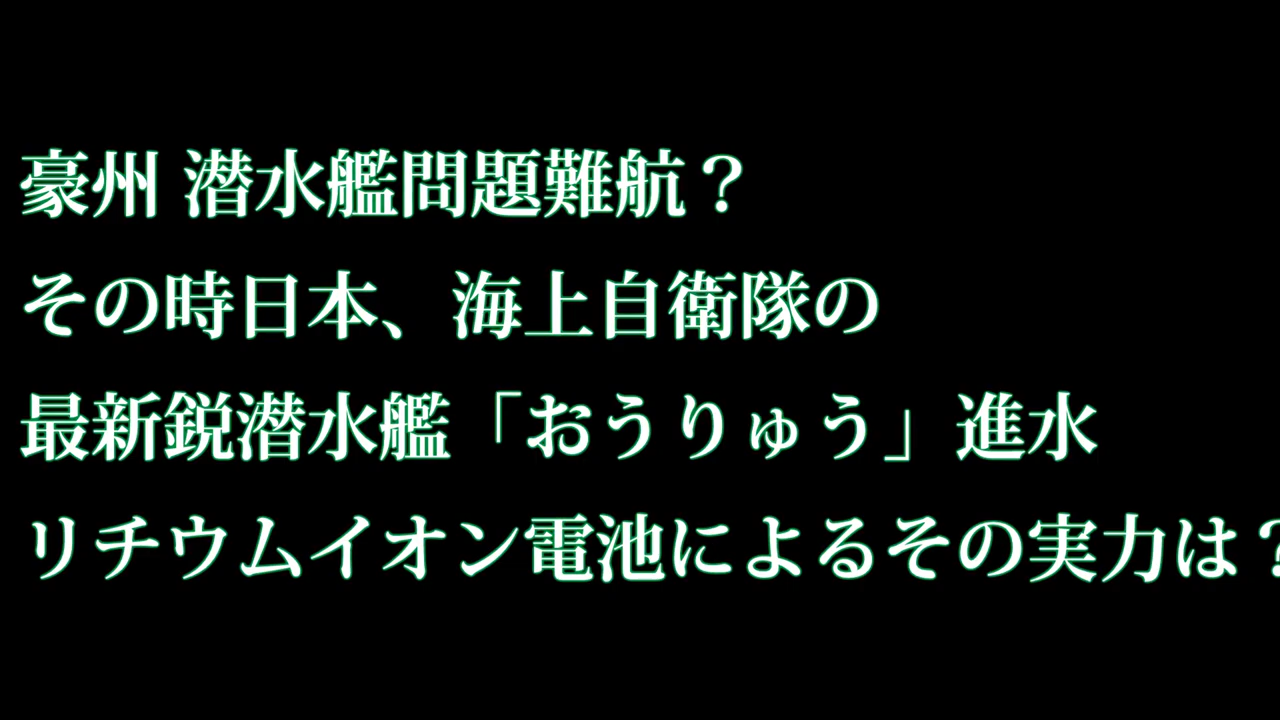 豪州 潜水艦問題難航？
その時日本、海上自衛隊の
最新鋭潜水艦「おうりゅう」進水
リチウムイオン電池によるその実力は？